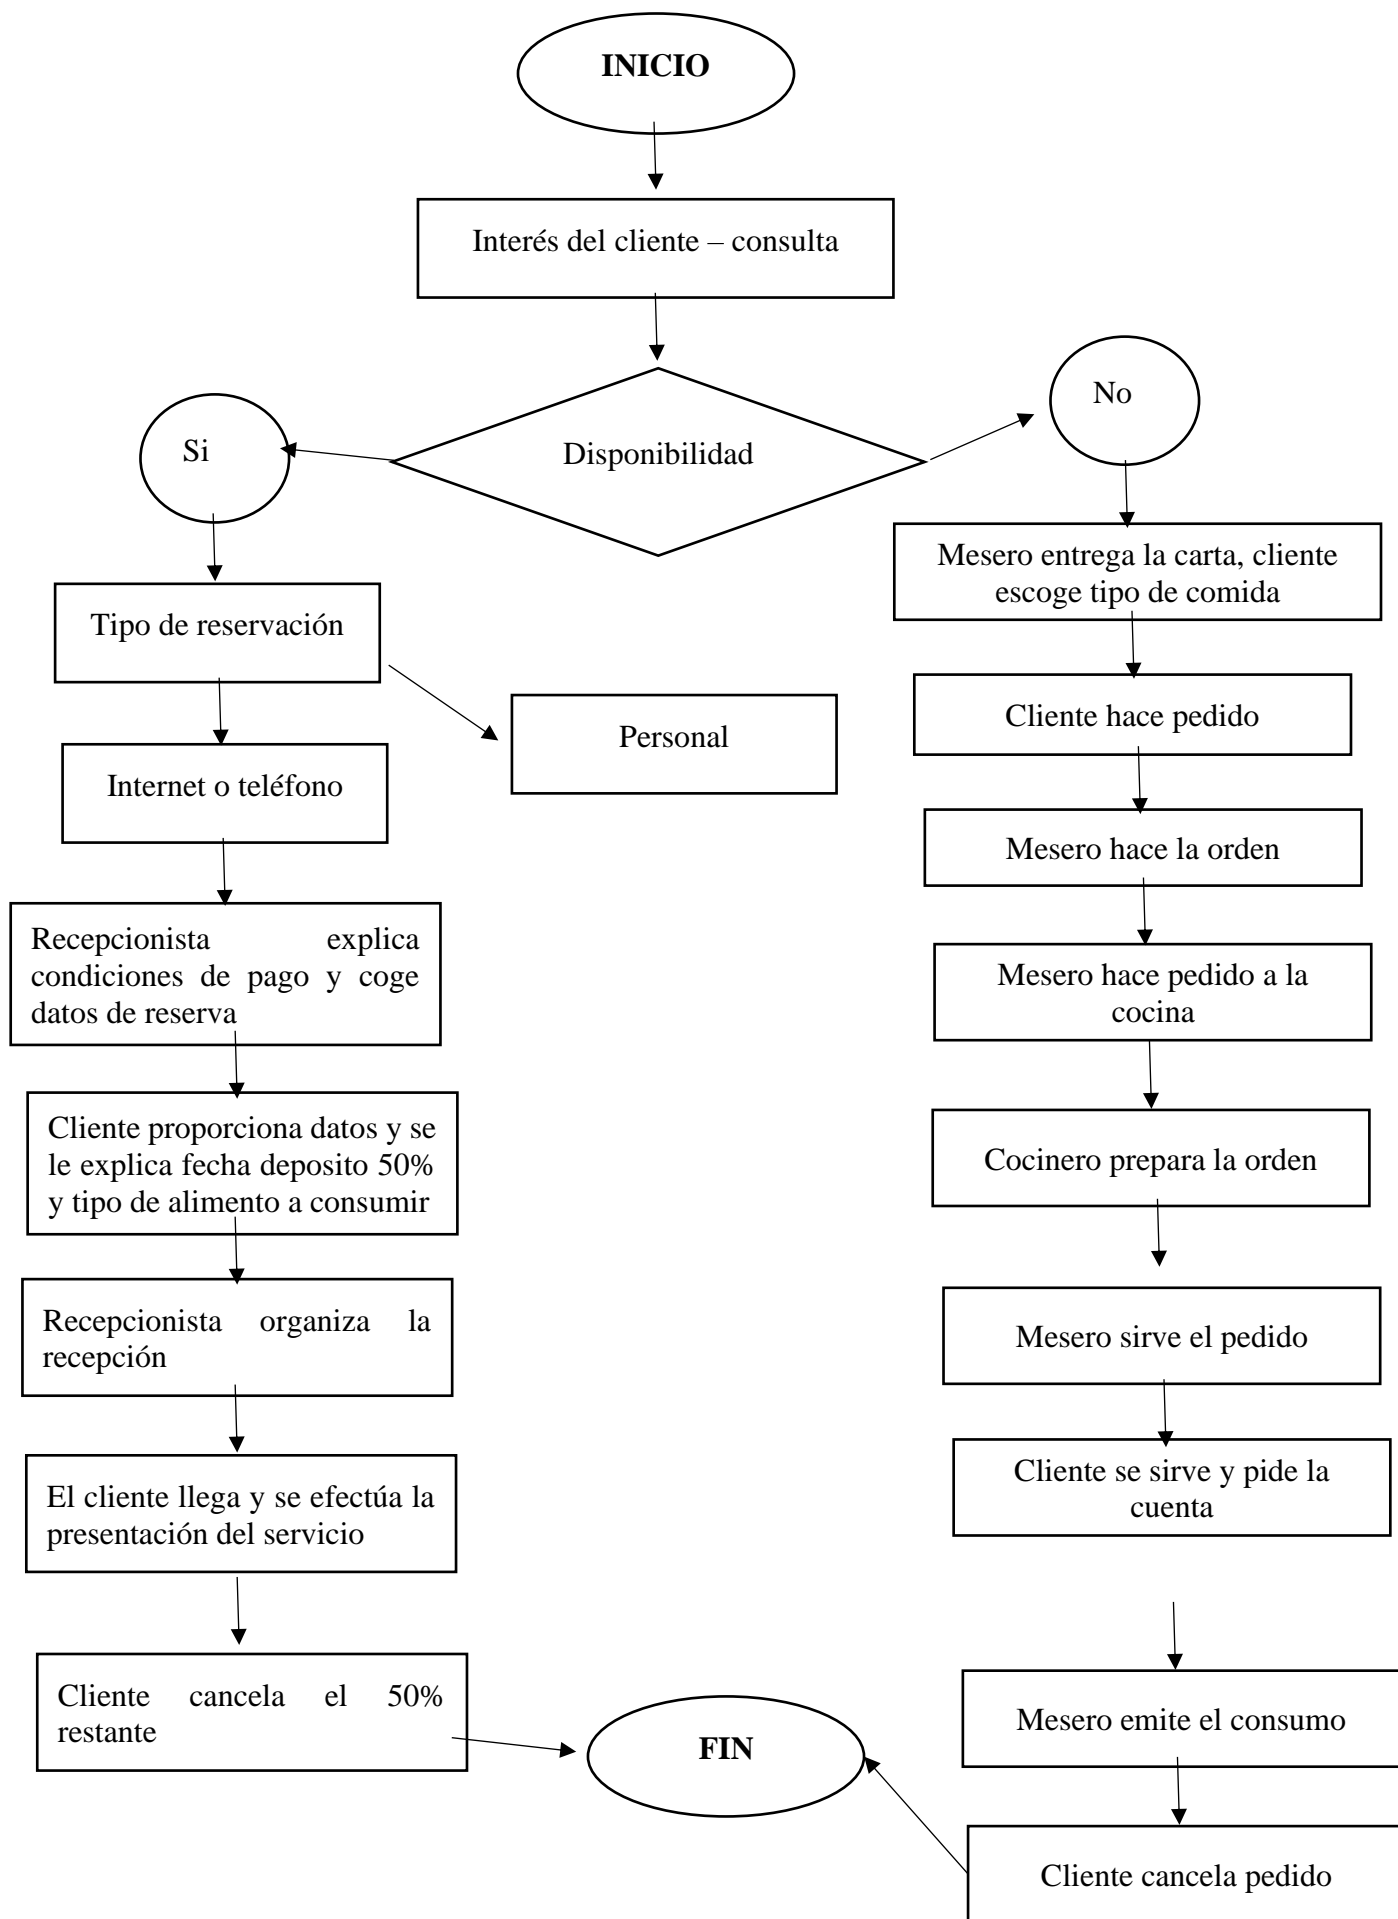 INICIO
Interés del cliente – consulta
Disponibilidad
Si
No
Tipo de reservación
Personal
Internet o teléfono
Recepcionista explica
condiciones de pago y coge
datos de reserva
Cliente proporciona datos y se
le explica fecha deposito 50%
y tipo de alimento a consumir
Recepcionista organiza la
recepción
El cliente llega y se efectúa la
presentación del servicio
Cliente cancela el 50%
restante
Mesero entrega la carta, cliente
escoge tipo de comida
Cliente hace pedido
Mesero hace la orden
Mesero hace pedido a la
cocina
Cocinero prepara la orden
Mesero sirve el pedido
Cliente se sirve y pide la
cuenta
Mesero emite el consumo
Cliente cancela pedido
FIN